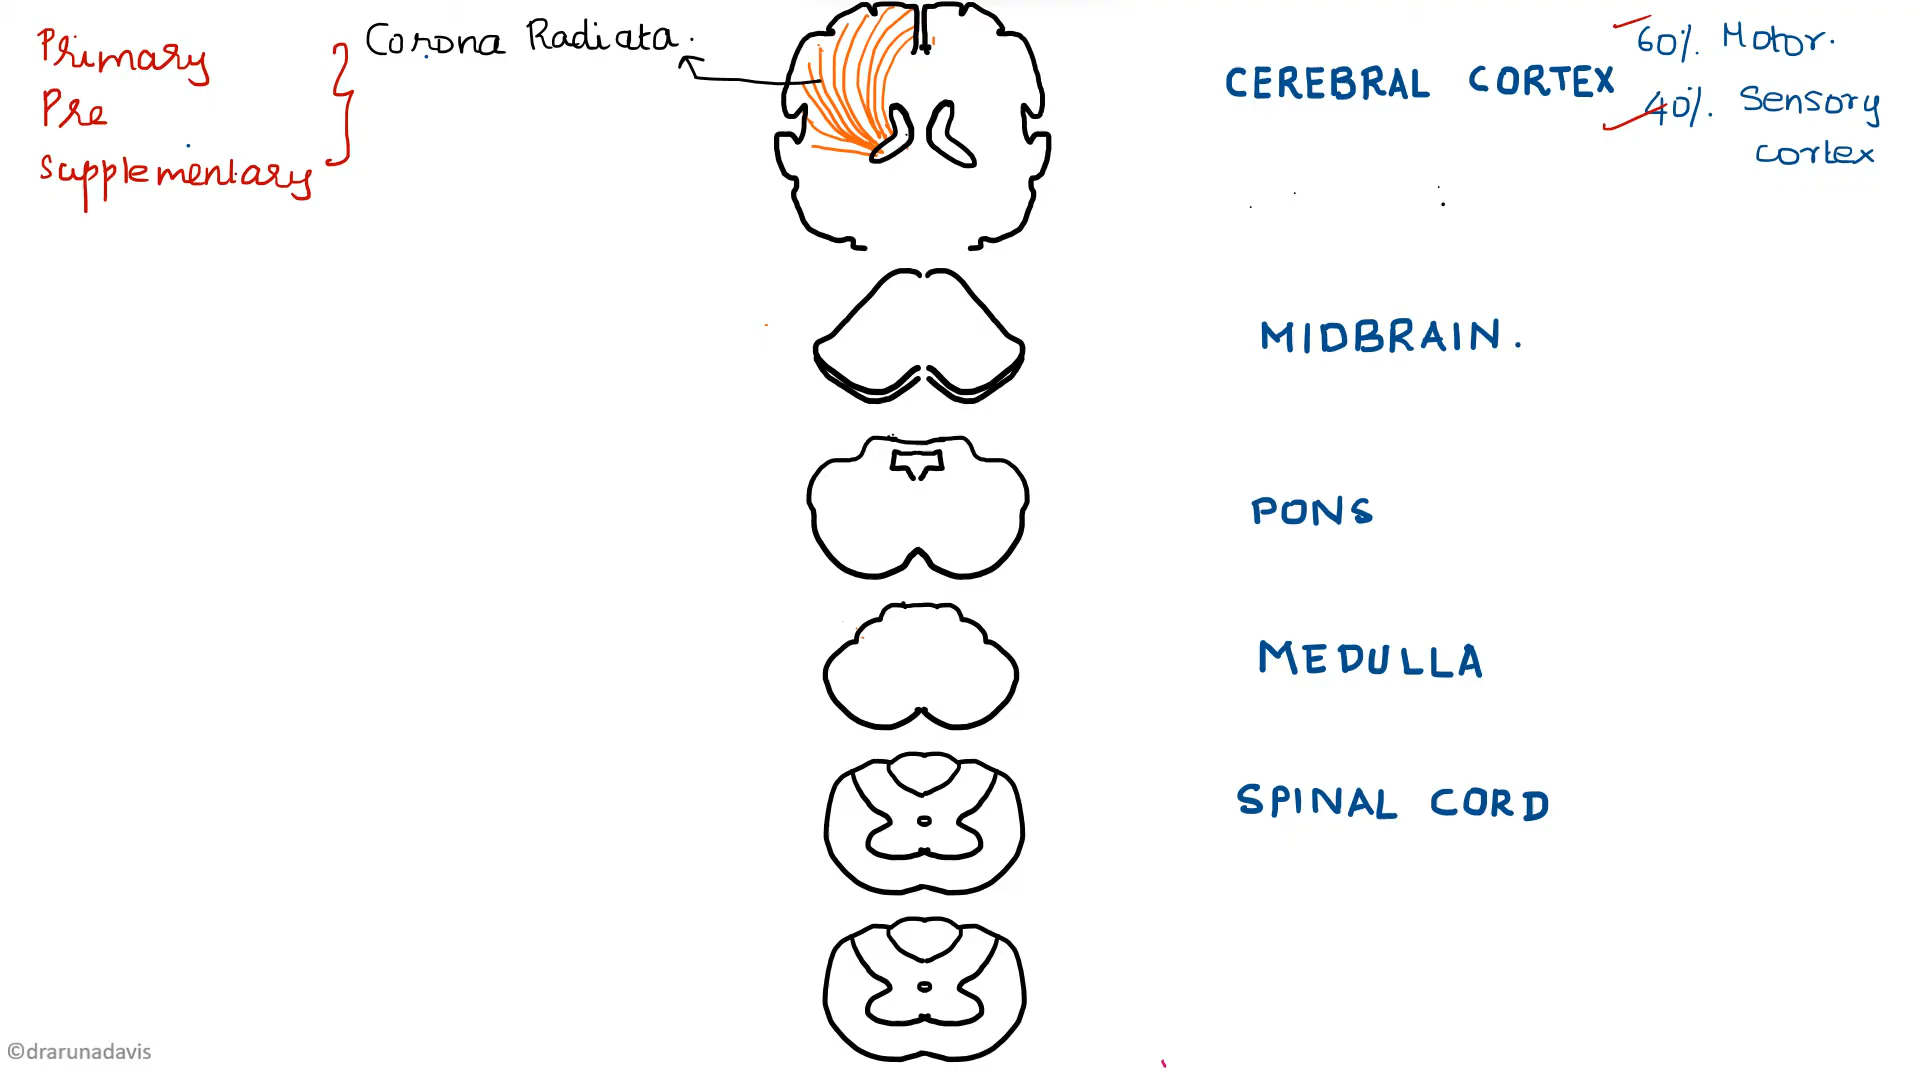 Primary
Pre
Supplementary
Corona Radiata.
CEREBRAL CORTEX
60% Motor.
40% Sensory
cortex
MIDBRAIN.
PONS
MEDULLA
SPINAL CORD
©drarunadavis